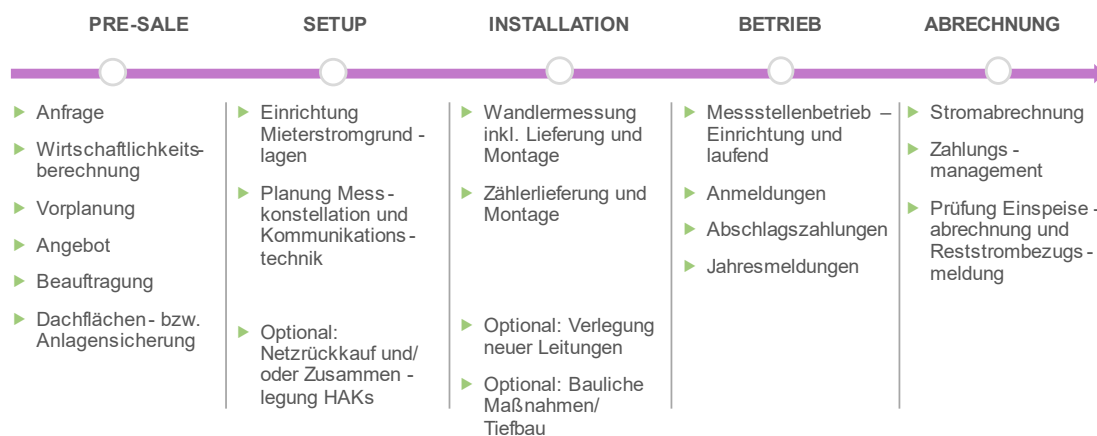 PRE-SALE
SETUP
INSTALLATION
BETRIEB
ABRECHNUNG
Anfrage
Wirtschaftlichkeits-
berechnung
Vorplanung
Angebot
Beauftragung
Dachflächen- bzw.
Anlagensicherung
Einrichtung
Mieterstromgrund -
lagen
Planung Mess -
konstellation und
Kommunikations -
technik
Optional:
Netzrückkauf und/
oder Zusammen -
legung HAKs
Wandlermessung
inkl. Lieferung und
Montage
Zählerlieferung und
Montage
Optional: Verlegung
neuer Leitungen
Optional: Bauliche
Maßnahmen/
Tiefbau
Messstellenbetrieb –
Einrichtung und
laufend
Anmeldungen
Abschlagszahlungen
Jahresmeldungen
Stromabrechnung
Zahlungs -
management
Prüfung Einspeise -
abrechnung und
Reststrombezugs -
meldung